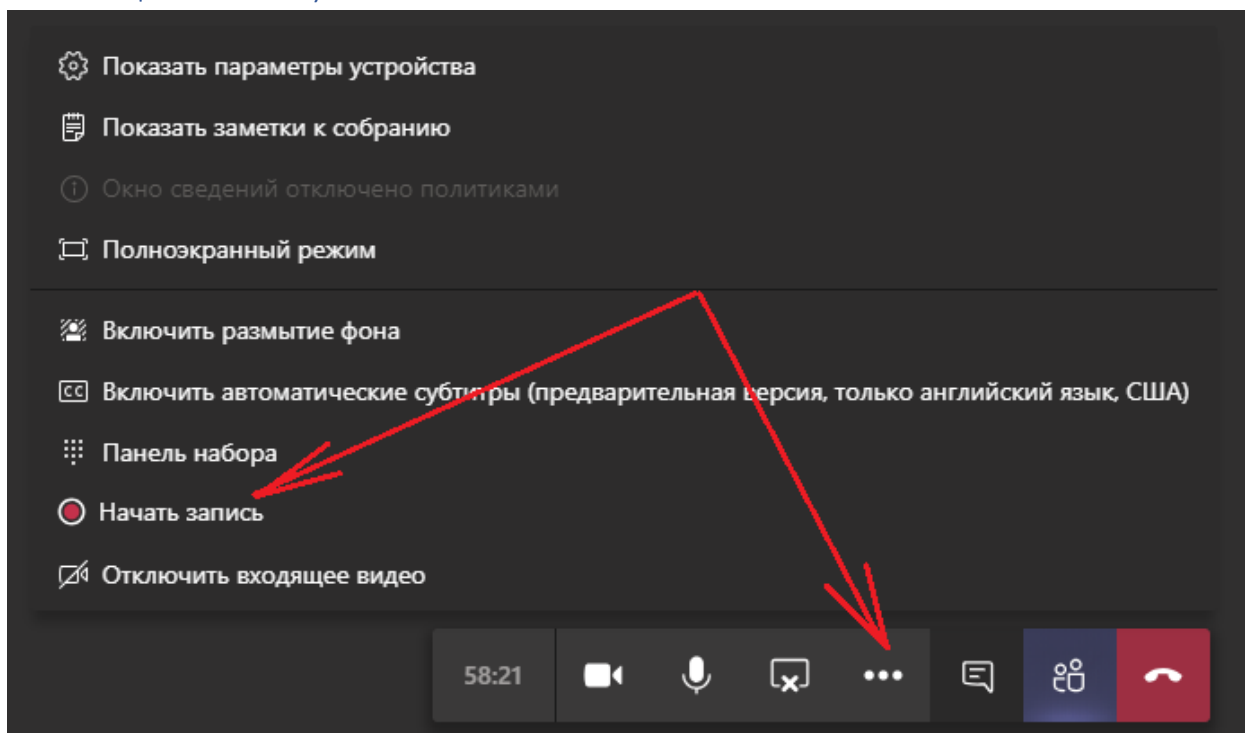 Показать параметры устройства
Показать заметки к собранию
Окно сведений отключено политиками
Полноэкранный режим
Включить размытие фона
CC Включить автоматические субтитры (предварительная версия, только английский язык, США)
Панель набора
Начать запись
Отключить входящее видео
58:21